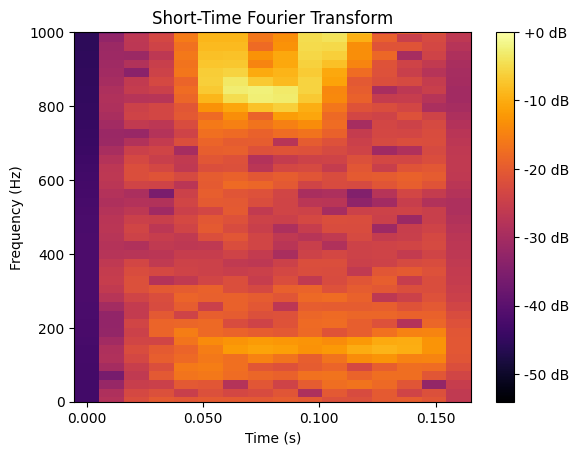 Short-Time Fourier Transform
1000
800
600
400
200
0
Frequency (Hz)
0.000
0.050
0.100
0.150
Time (s)
+0 dB
-10 dB
-20 dB
-30 dB
-40 dB
-50 dB